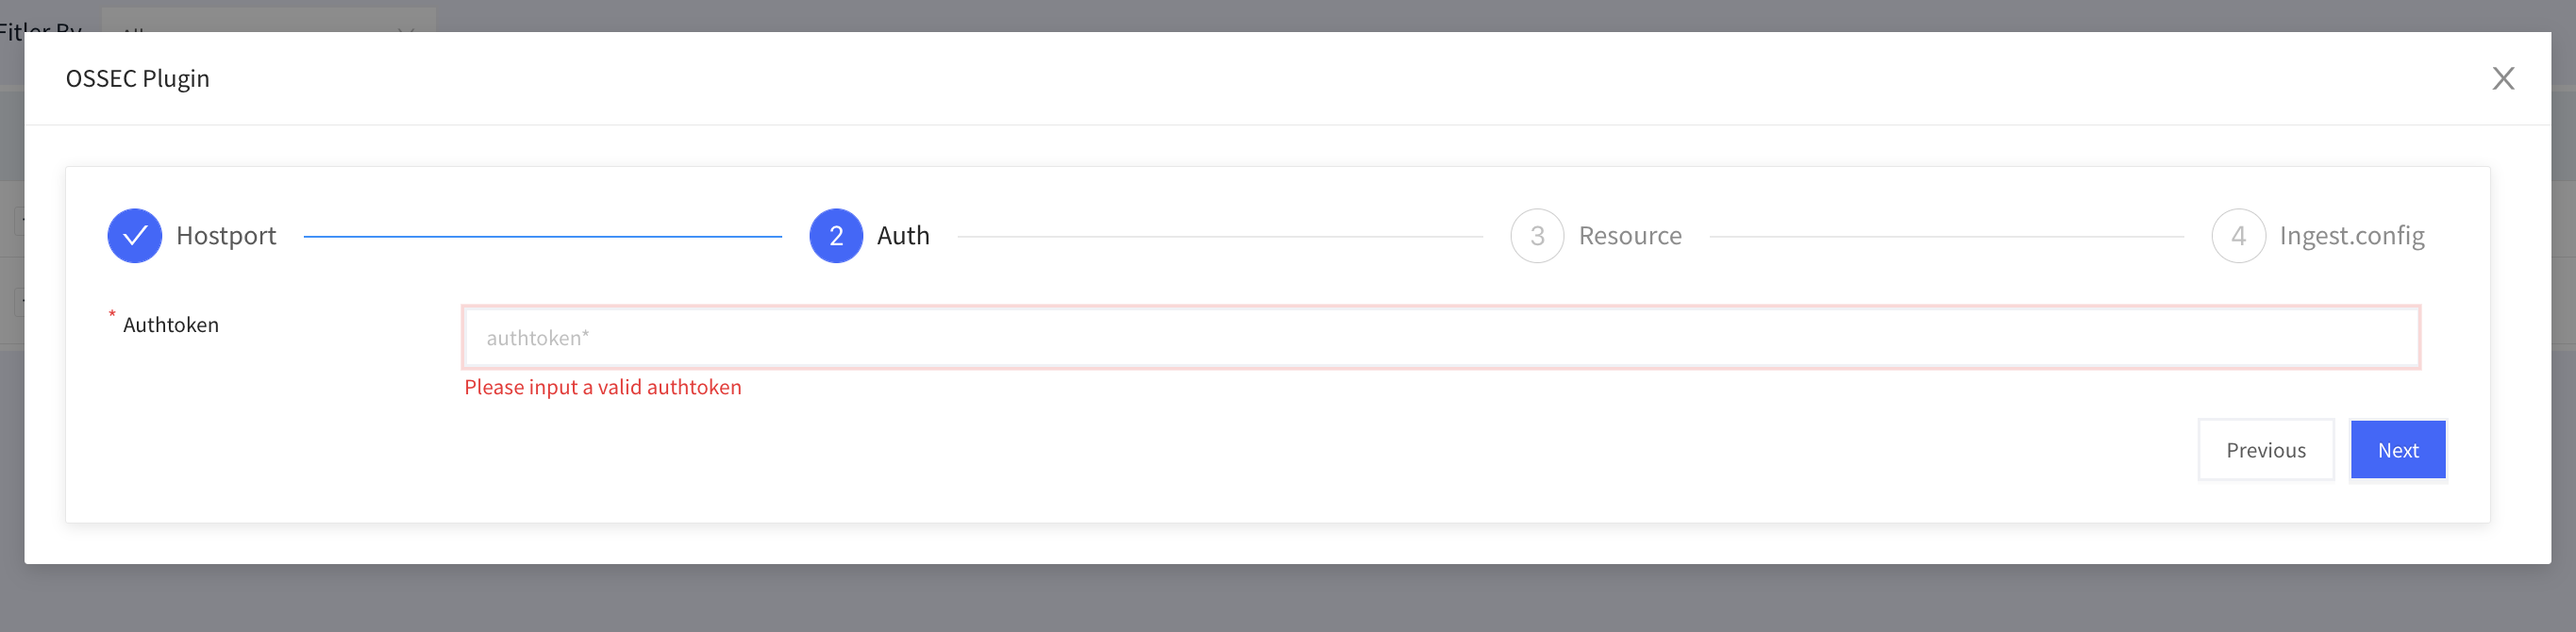 Fitler By
All
OSSEC Plugin
Hostport
2 Auth
3 Resource
4 Ingest.config
* Authtoken
authtoken*
Please input a valid authtoken
Previous
Next